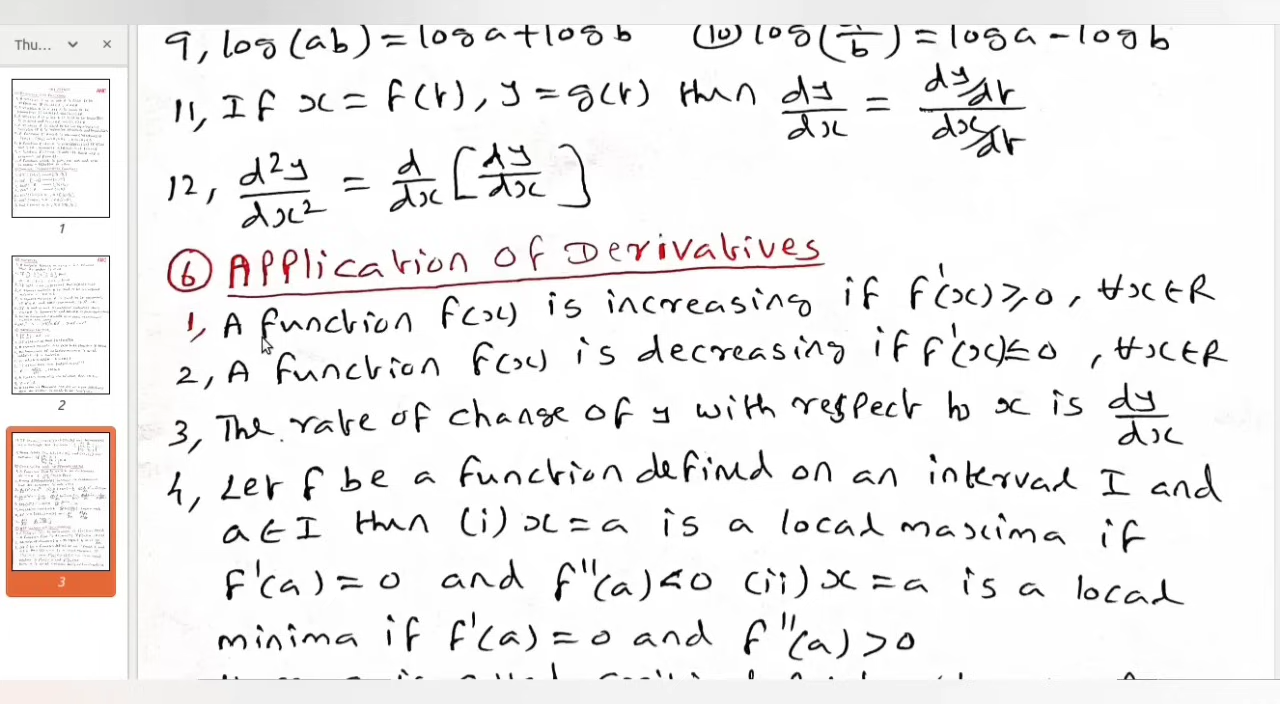 Thu...
1
2
3
9, log(ab) = log a + log b (10) log( /b) = log a - log b
11, If x = f(t), y = g(t) then dy/dx = (dy/dt)/(dx/dt)
12, d²y/dx² = d/dx [dy/dx]
⑥ Application of Derivatives
1, A function f(x) is increasing if f'(x) ≥ 0, ∀x∈R
2, A function f(x) is decreasing if f'(x) ≤ 0, ∀x∈R
3, The rate of change of y with respect to x is dy/dx
4, Let f be a function defined on an interval I and
a ∈ I then (i) x = a is a local maxima if
f'(a) = 0 and f''(a) < 0 (ii) x = a is a local
minima if f'(a) = 0 and f''(a) > 0